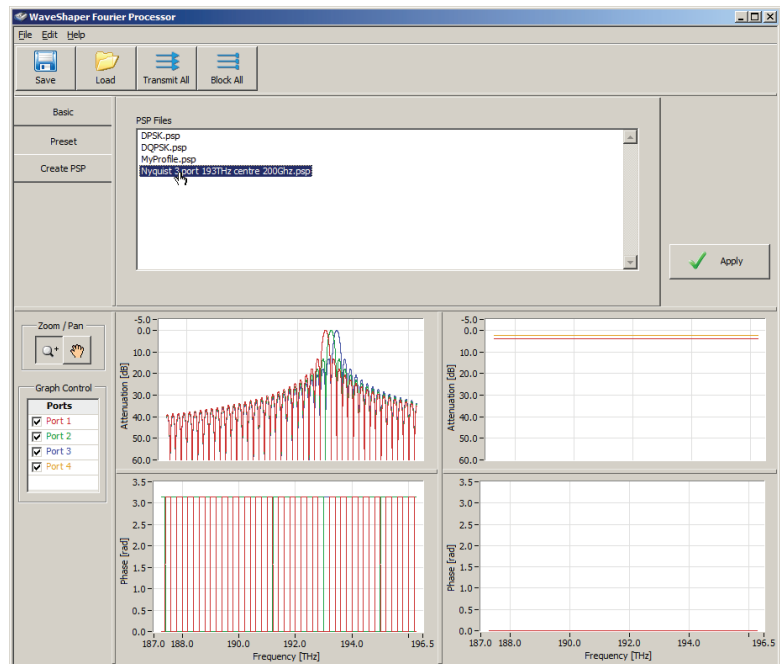 WaveShaper Fourier Processor
File Edit Help
Save Load Transmit All Block All
Basic
Preset
Create PSP
PSP Files
DPSK.psp
DQPSK.psp
MyProfile.psp
Nyquist 3 port 193THz centre 200Ghz.psp
Apply
Zoom / Pan
Graph Control
Ports
Port 1
Port 2
Port 3
Port 4
Attenuation [dB]
-5.0
0.0
10.0
20.0
30.0
40.0
50.0
60.0
Attenuation [dB]
-5.0
0.0
10.0
20.0
30.0
40.0
50.0
60.0
Phase [rad]
3.5
3.0
2.5
2.0
1.5
1.0
0.5
0.0
187.0 188.0 190.0 192.0 194.0 196.5
Frequency [THz]
Phase [rad]
3.5
3.0
2.5
2.0
1.5
1.0
0.5
0.0
187.0 188.0 190.0 192.0 194.0 196.5
Frequency [THz]